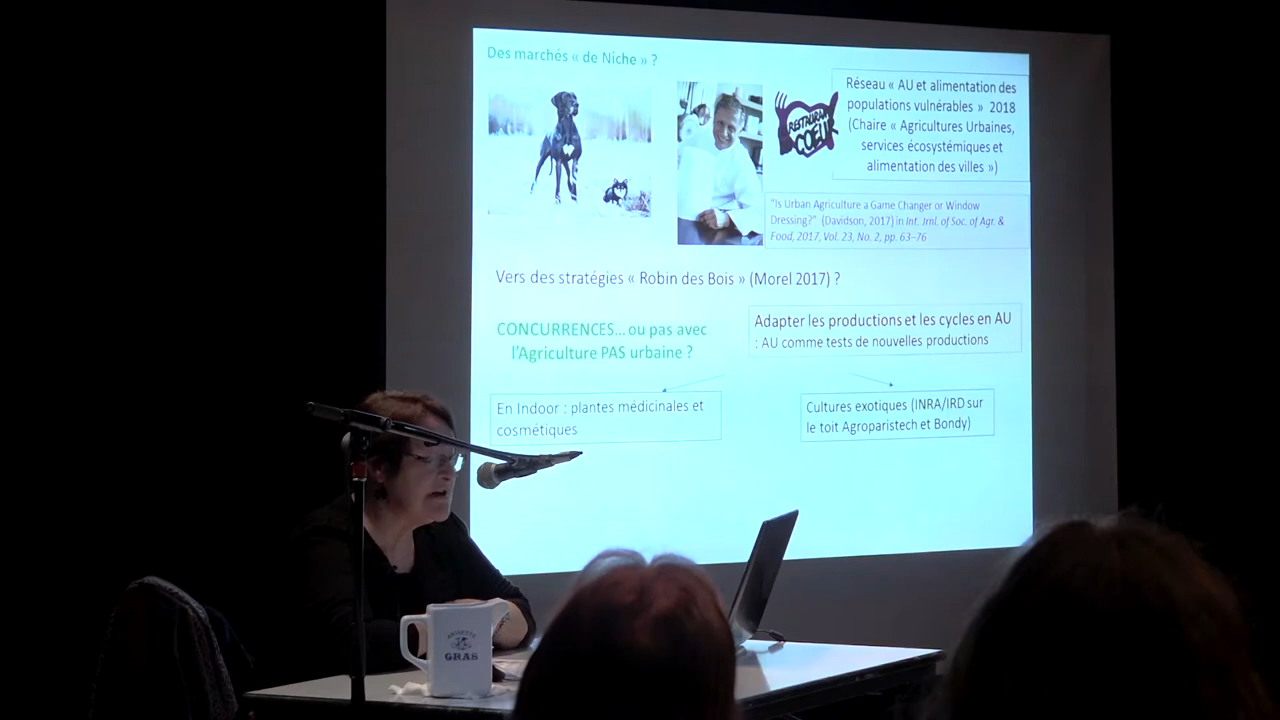 Des marchés « de Niche » ?
RESTAURANT
COEUR
Réseau « AU et alimentation des
populations vulnérables » 2018
(Chaire « Agricultures Urbaines,
services écosystémiques et
alimentation des villes »)
"Is Urban Agriculture a Game Changer or Window
Dressing?" (Davidson, 2017) in Int. Jrnl. of Soc. of Agr. &
Food, 2017, Vol. 23, No. 2, pp. 63–76
Vers des stratégies « Robin des Bois » (Morel 2017) ?
CONCURRENCES... ou pas avec
l'Agriculture PAS urbaine ?
Adapter les productions et les cycles en AU
: AU comme tests de nouvelles productions
En Indoor : plantes médicinales et
cosmétiques
Cultures exotiques (INRA/IRD sur
le toit Agroparistech et Bondy)
ANISETTE
GRAS